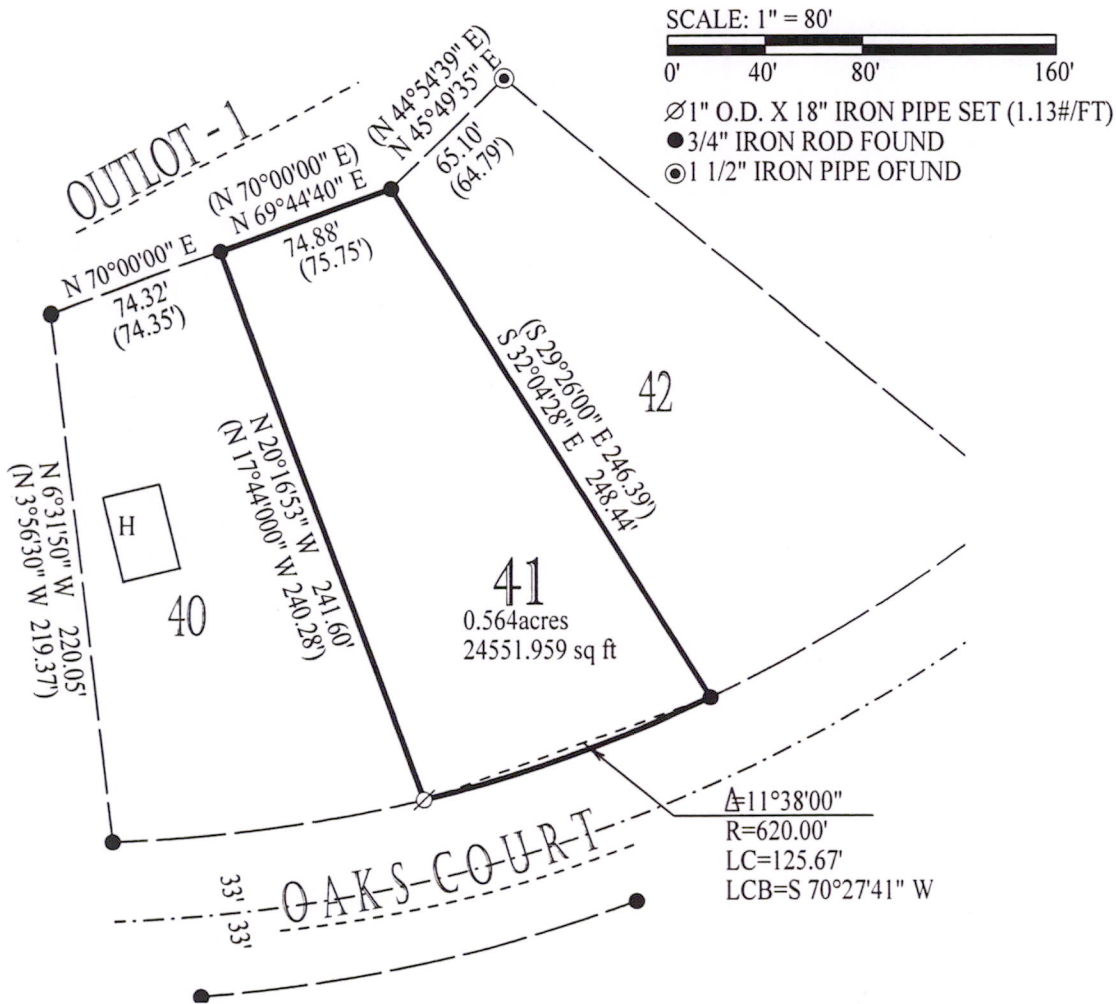 SCALE: 1" = 80'
0' 40' 80' 160'
∅1" O.D. X 18" IRON PIPE SET (1.13#/FT)
3/4" IRON ROD FOUND
1 1/2" IRON PIPE OFUND
OUTLOT - 1
(N 44°54'39" E)
N 45°49'35" E
65.10'
(64.79')
(N 70°00'00" E)
N 69°44'40" E
74.88'
(75.75')
N 70°00'00" E
74.32'
(74.35')
(S 29°26'00" E 246.39')
S 32°04'28" E 248.44'
42
N 20°16'53" W 241.60'
(N 17°44'000" W 240.28')
N 6°31'50" W 220.05'
(N 3°56'30" W 219.37')
H
40
41
0.564acres
24551.959 sq ft
Δ=11°38'00"
R=620.00'
LC=125.67'
LCB=S 70°27'41" W
OAKS COURT
33'
33'